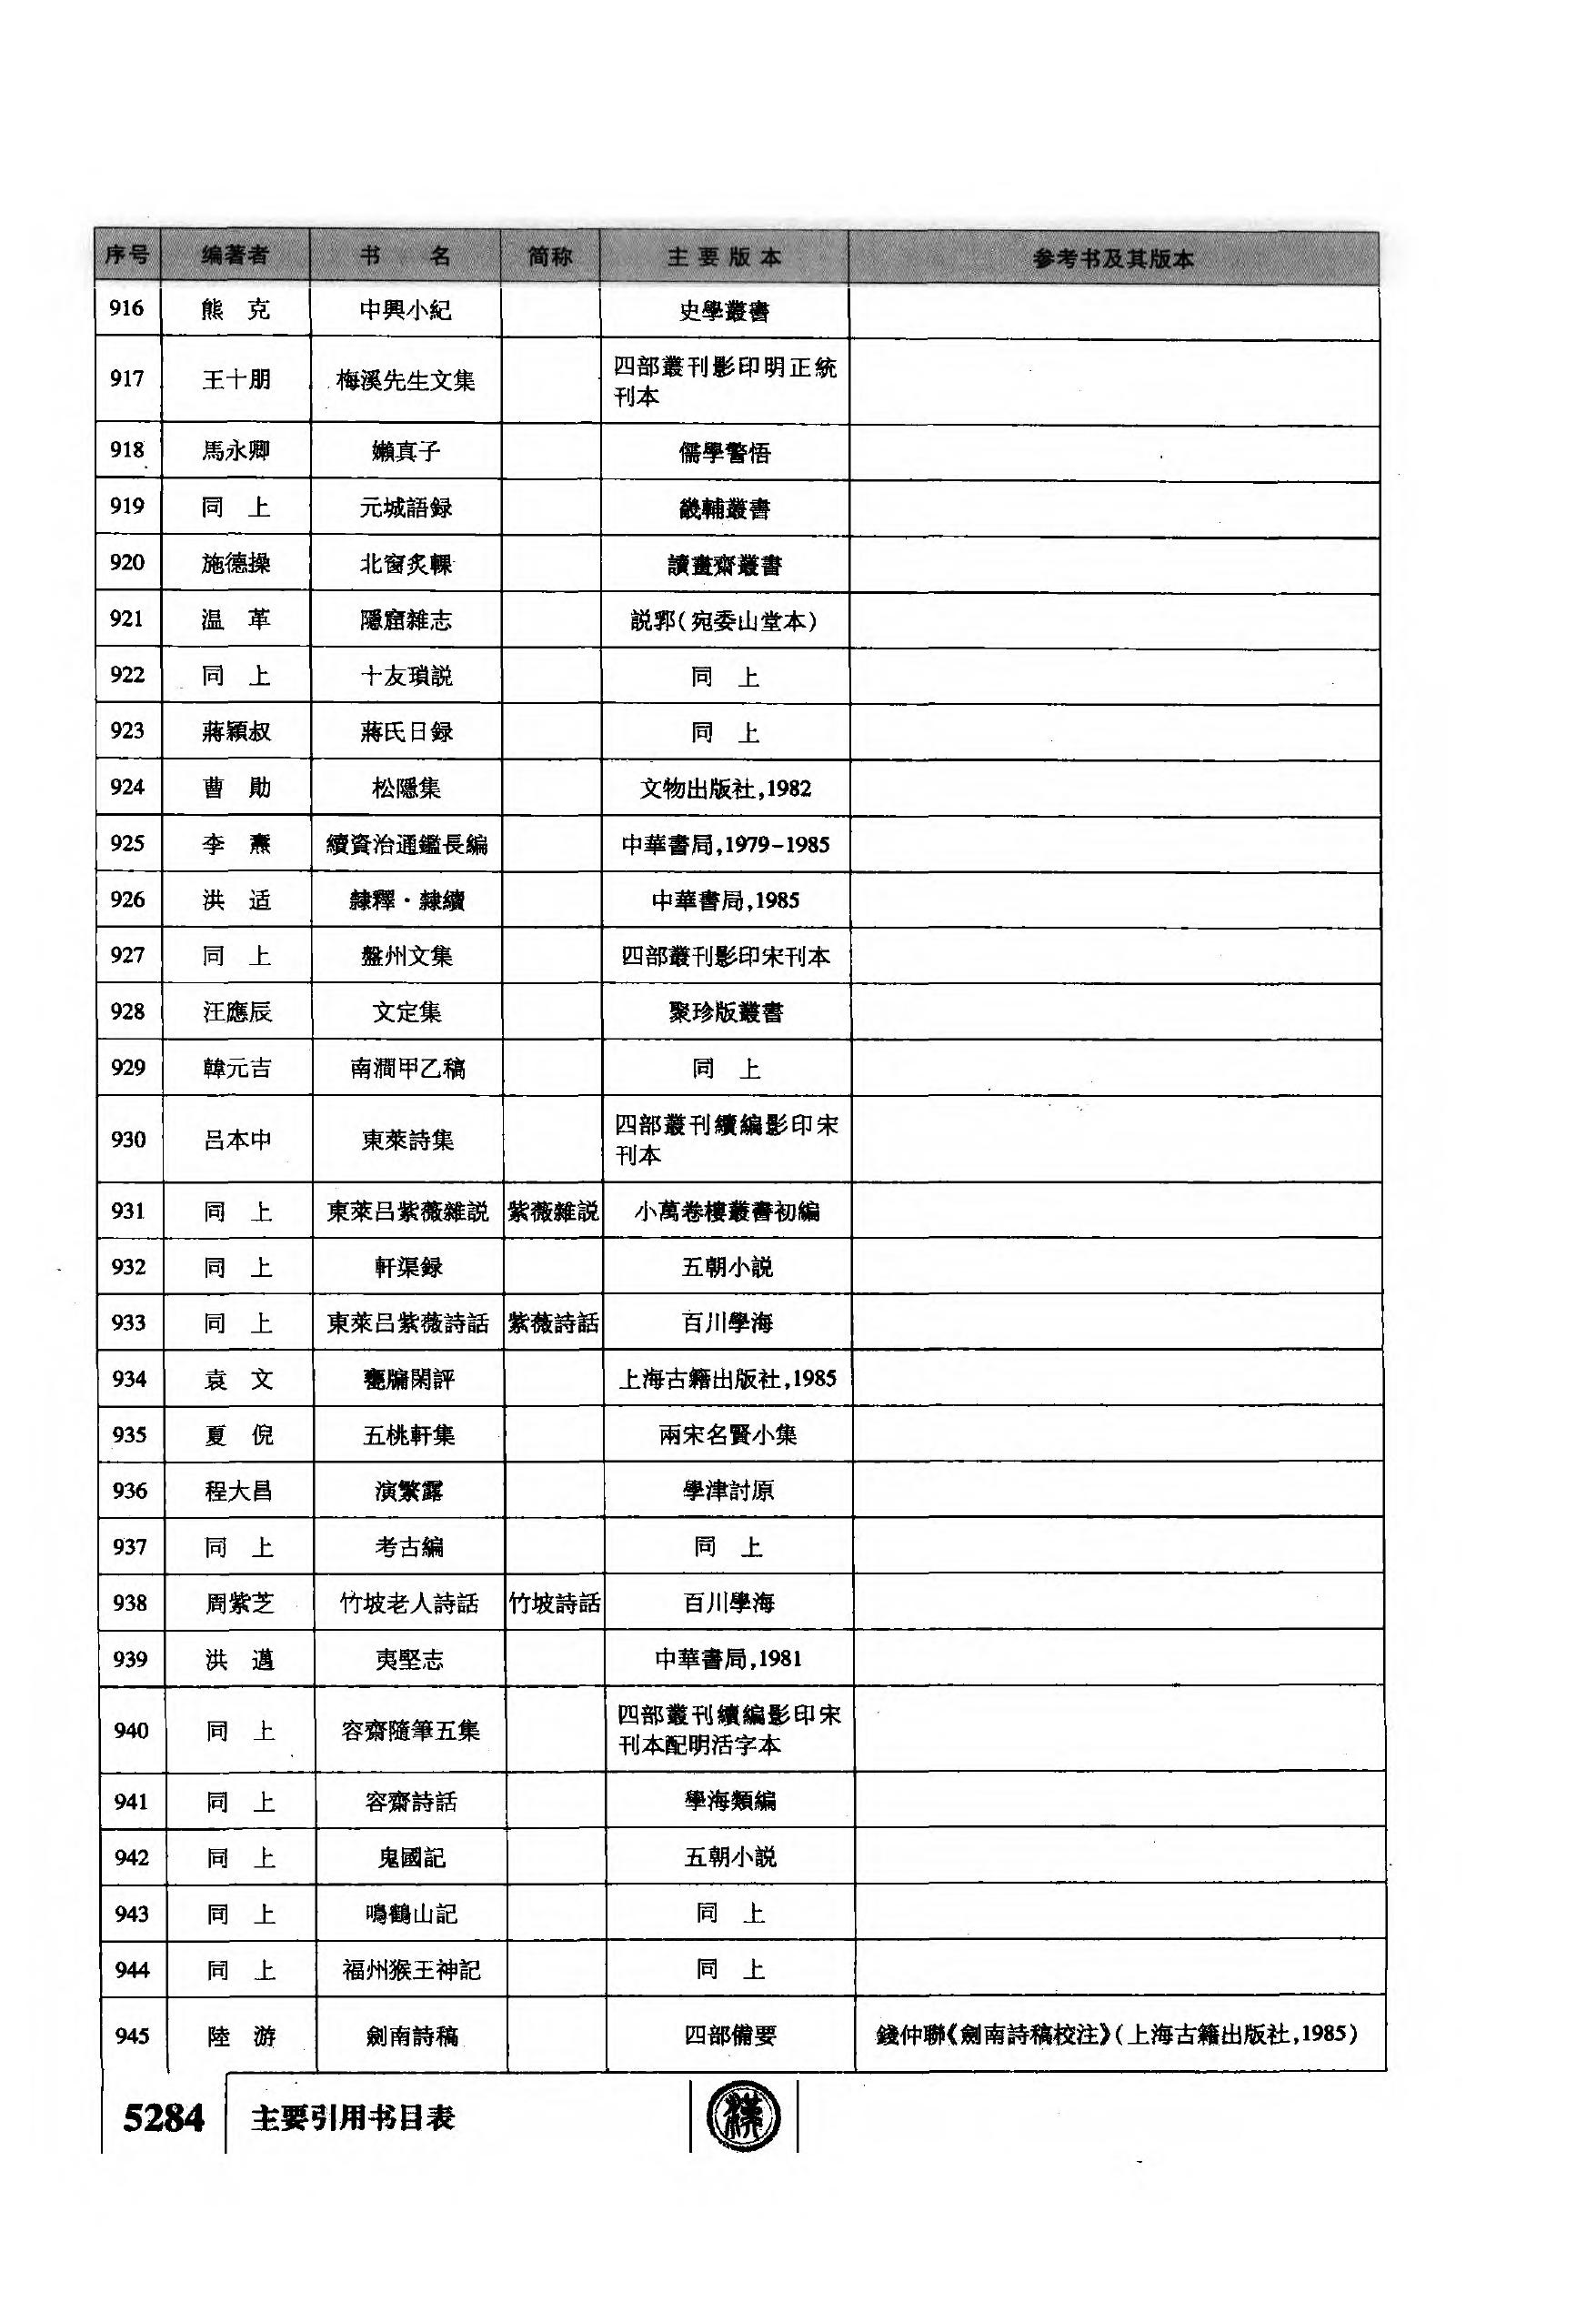 序号 编著者 书 名 简称 主要版本 参考书及其版本
916 熊 克 中興小紀 史學叢書
917 王十朋 梅溪先生文集 四部叢刊影印明正統
刊本
918 馬永卿 嬾真子 儒學警悟
919 同 上 元城語録 畿輔叢書
920 施德操 北窗炙輠 讀畫齋叢書
921 温 革 隱窟雜志 説郛(宛委山堂本)
922 同 上 十友瑣説 同 上
923 蔣穎叔 蔣氏日録 同 上
924 曹 勛 松隱集 文物出版社,1982
925 李 燾 續資治通鑑長編 中華書局,1979-1985
926 洪 适 隸釋·隸續 中華書局,1985
927 同 上 盤州文集 四部叢刊影印宋刊本
928 汪應辰 文定集 聚珍版叢書
929 韓元吉 南澗甲乙稿 同 上
930 吕本中 東萊詩集 四部叢刊續編影印宋
刊本
931 同 上 東萊吕紫薇雜説 紫薇雜説 小萬卷樓叢書初編
932 同 上 軒渠録 五朝小説
933 同 上 東萊吕紫薇詩話 紫薇詩話 百川學海
934 袁 文 甕牖閑評 上海古籍出版社,1985
935 夏 倪 五桃軒集 兩宋名賢小集
936 程大昌 演繁露 學津討原
937 同 上 考古編 同 上
938 周紫芝 竹坡老人詩話 竹坡詩話 百川學海
939 洪 邁 夷堅志 中華書局,1981
940 同 上 容齋隨筆五集 四部叢刊續編影印宋
刊本配明活字本
941 同 上 容齋詩話 學海類編
942 同 上 鬼國記 五朝小説
943 同 上 鳴鶴山記 同 上
944 同 上 福州猴王神記 同 上
945 陸 游 劍南詩稿 四部備要 錢仲聯《劍南詩稿校注》(上海古籍出版社,1985)
5284 主要引用书目表 漢